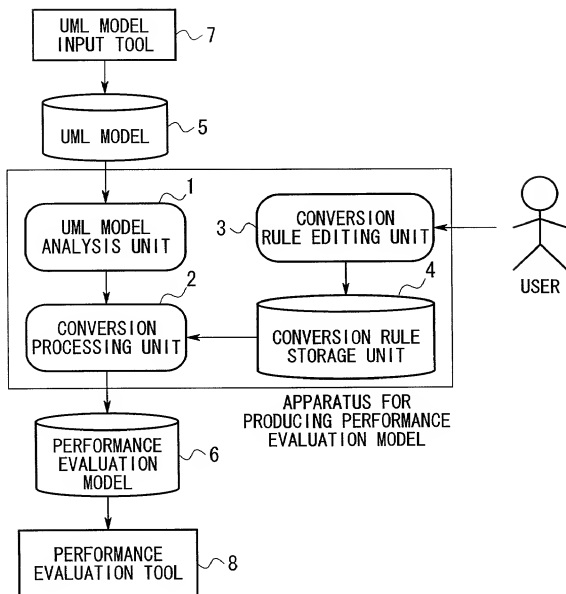 UML MODEL
INPUT TOOL
7
UML MODEL
5
1
UML MODEL
ANALYSIS UNIT
3
CONVERSION
RULE EDITING UNIT
USER
2
CONVERSION
PROCESSING UNIT
4
CONVERSION RULE
STORAGE UNIT
APPARATUS FOR
PRODUCING PERFORMANCE
EVALUATION MODEL
PERFORMANCE
EVALUATION
MODEL
6
PERFORMANCE
EVALUATION TOOL
8